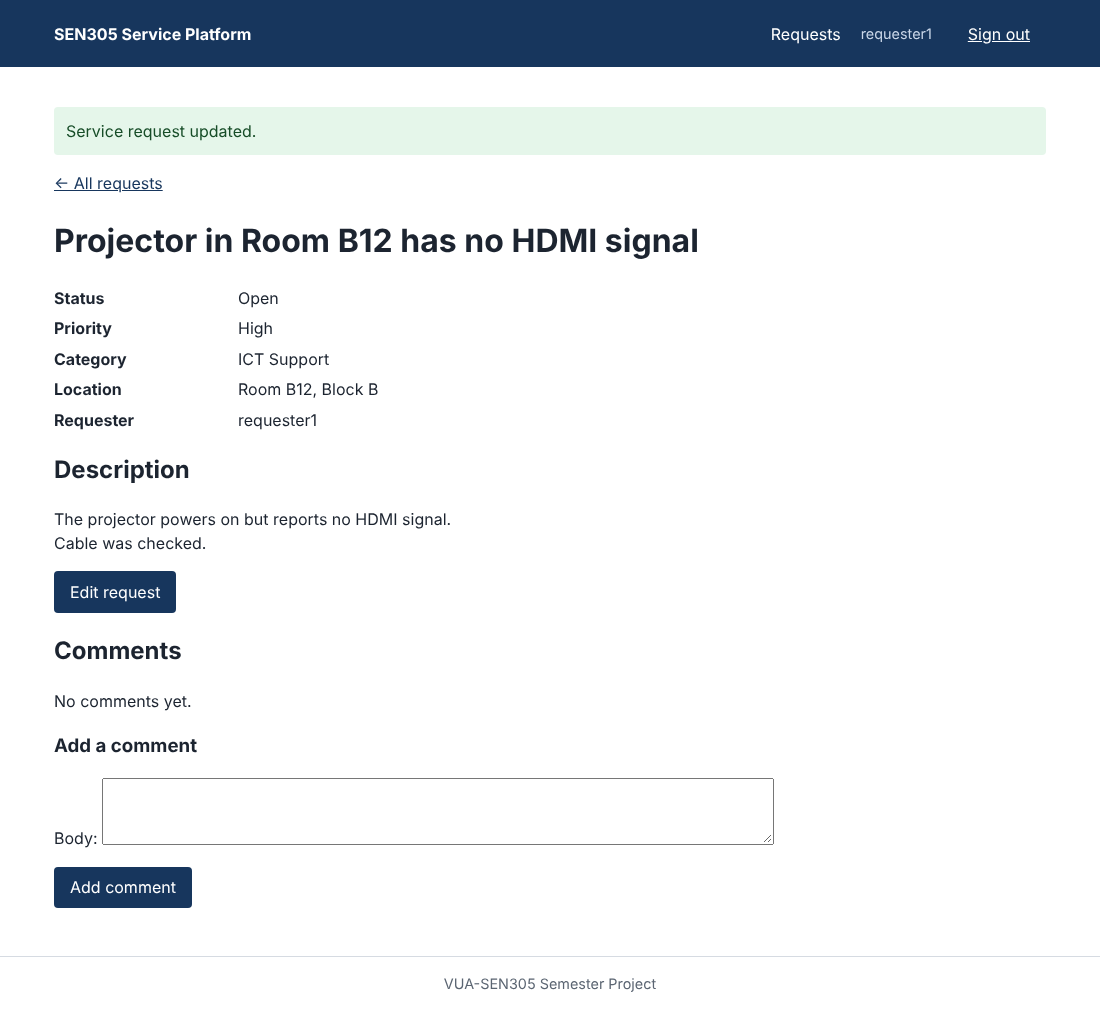 SEN305 Service Platform
Requests requester1 Sign out
Service request updated.
← All requests
Projector in Room B12 has no HDMI signal
Status Open
Priority High
Category ICT Support
Location Room B12, Block B
Requester requester1
Description
The projector powers on but reports no HDMI signal.
Cable was checked.
Edit request
Comments
No comments yet.
Add a comment
Body:
Add comment
VUA-SEN305 Semester Project